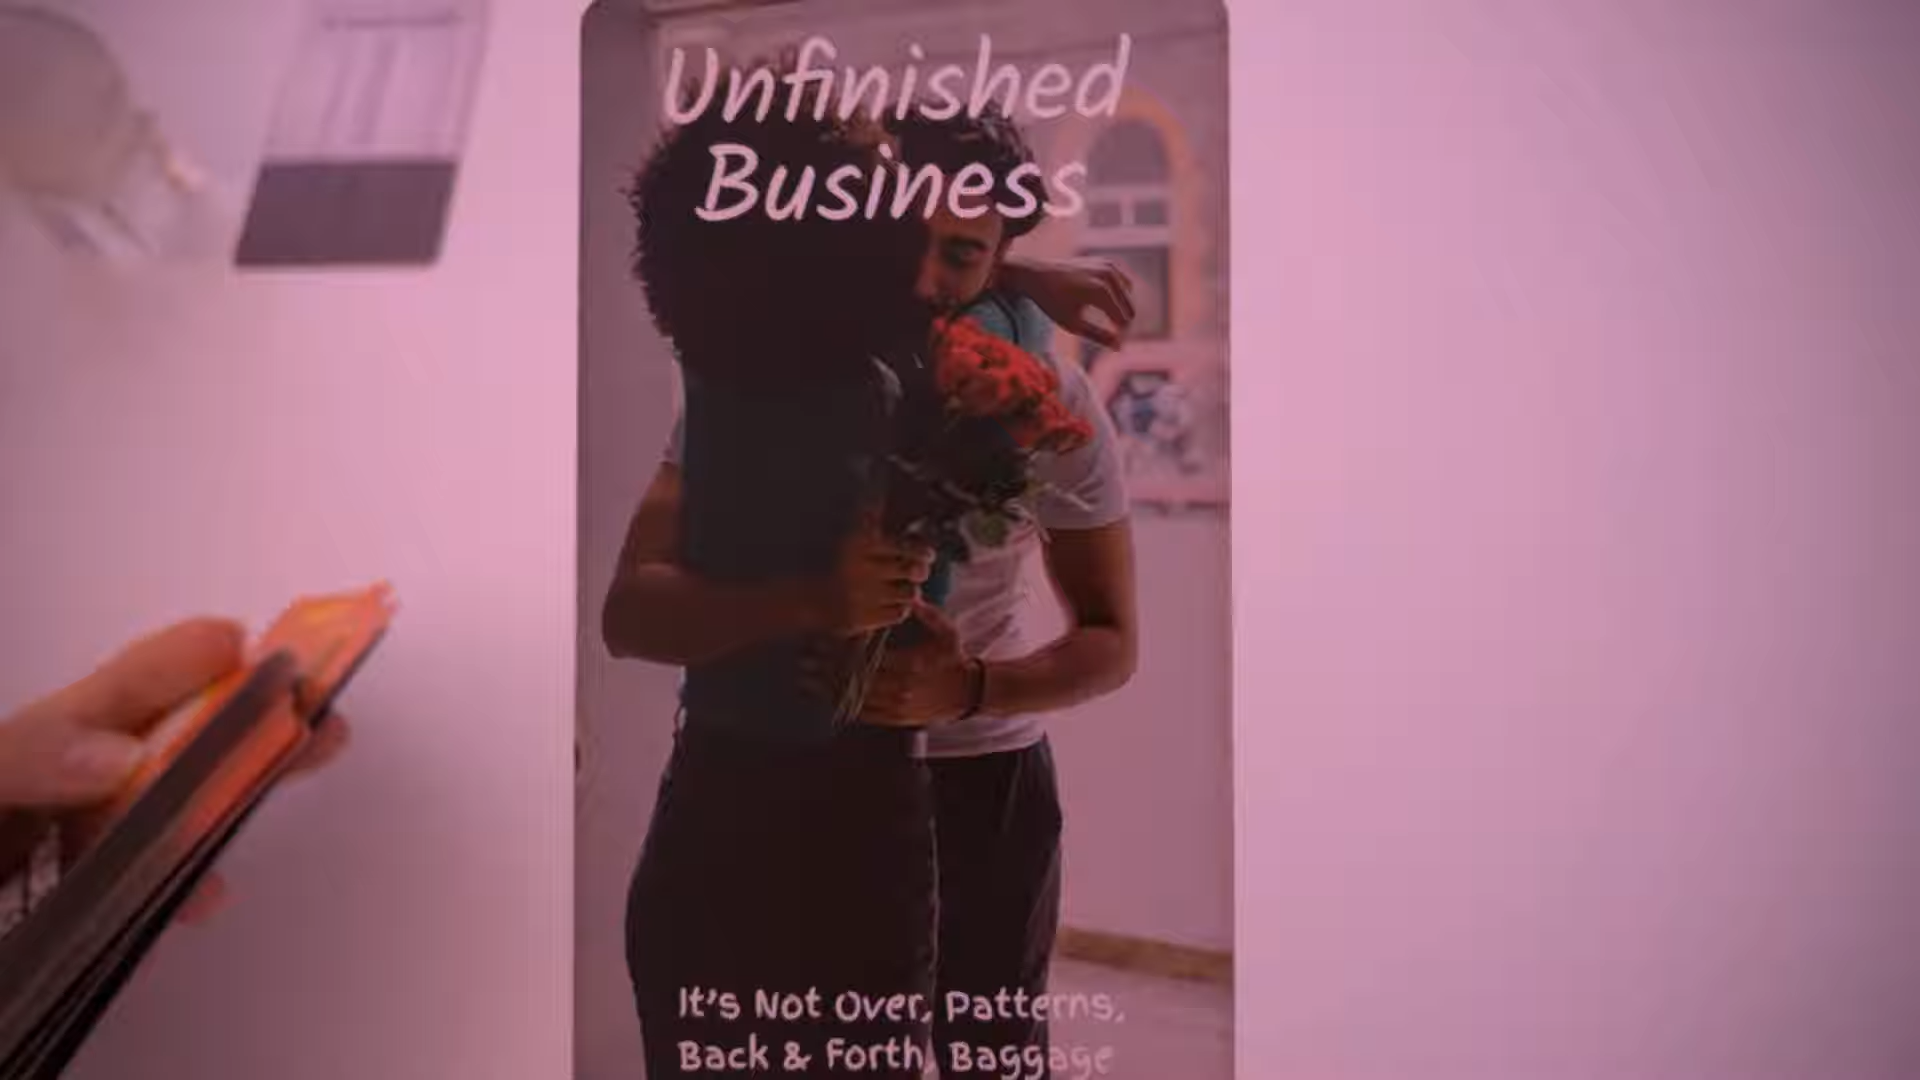 Unfinished
Business
It's Not Over, Patterns,
Back & Forth, Baggage